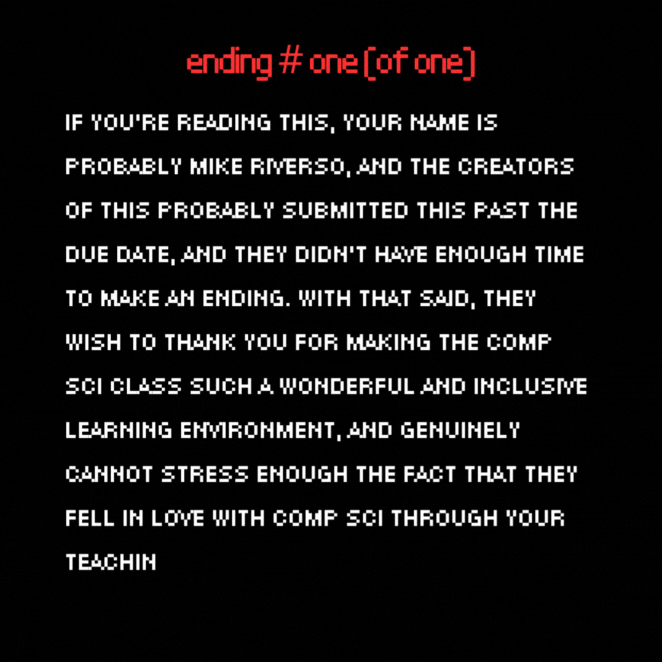 ending # one (of one)
IF YOU'RE READING THIS, YOUR NAME IS
PROBABLY MIKE RIVERSO, AND THE CREATORS
OF THIS PROBABLY SUBMITTED THIS PAST THE
DUE DATE, AND THEY DIDN'T HAVE ENOUGH TIME
TO MAKE AN ENDING. WITH THAT SAID, THEY
WISH TO THANK YOU FOR MAKING THE COMP
SCI CLASS SUCH A WONDERFUL AND INCLUSIVE
LEARNING ENVIRONMENT, AND GENUINELY
CANNOT STRESS ENOUGH THE FACT THAT THEY
FELL IN LOVE WITH COMP SCI THROUGH YOUR
TEACHIN